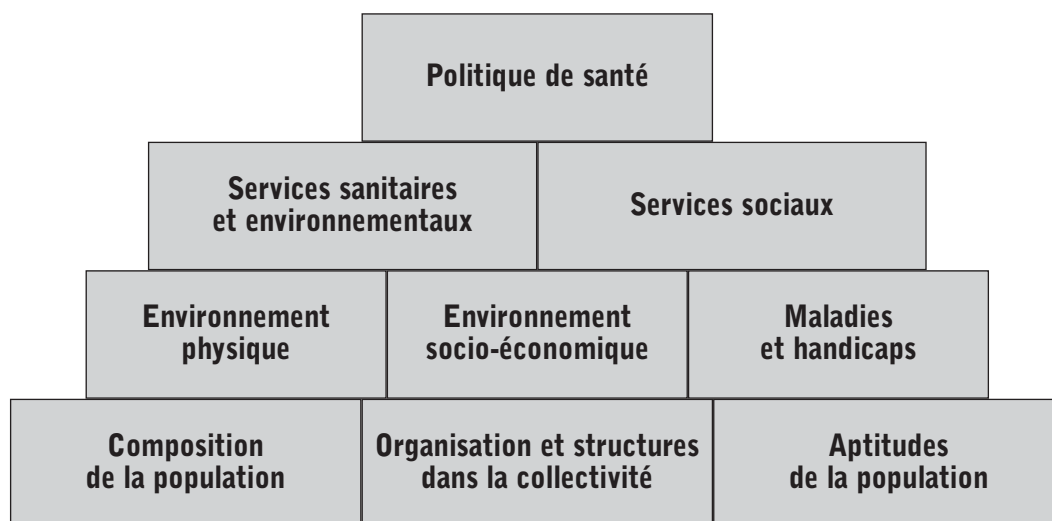 Politique de santé
Services sanitaires
et environnementaux
Services sociaux
Environnement
physique
Environnement
socio-économique
Maladies
et handicaps
Composition
de la population
Organisation et structures
dans la collectivité
Aptitudes
de la population